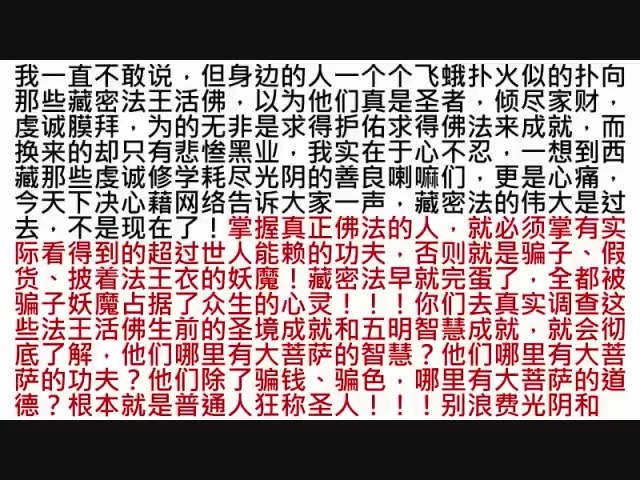 我一直不敢说，但身边的人一个个飞蛾扑火似的扑向
那些藏密法王活佛，以为他们真是圣者，倾尽家财，
虔诚膜拜，为的无非是求得护佑求得佛法来成就，而
换来的却只有悲惨黑业，我实在于心不忍，一想到西
藏那些虔诚修学耗尽光阴的善良喇嘛们，更是心痛，
今天下决心藉网络告诉大家一声，藏密法的伟大是过
去，不是现在了！掌握真正佛法的人，就必须掌有实
际看得到的超过世人能赖的功夫，否则就是骗子、假
货、披着法王衣的妖魔！藏密法早就完蛋了，全都被
骗子妖魔占据了众生的心灵！！！你们去真实调查这
些法王活佛生前的圣境成就和五明智慧成就，就会彻
底了解，他们哪里有大菩萨的智慧？他们哪里有大菩
萨的功夫？他们除了骗钱、骗色，哪里有大菩萨的道
德？根本就是普通人狂称圣人！！！别浪费光阴和